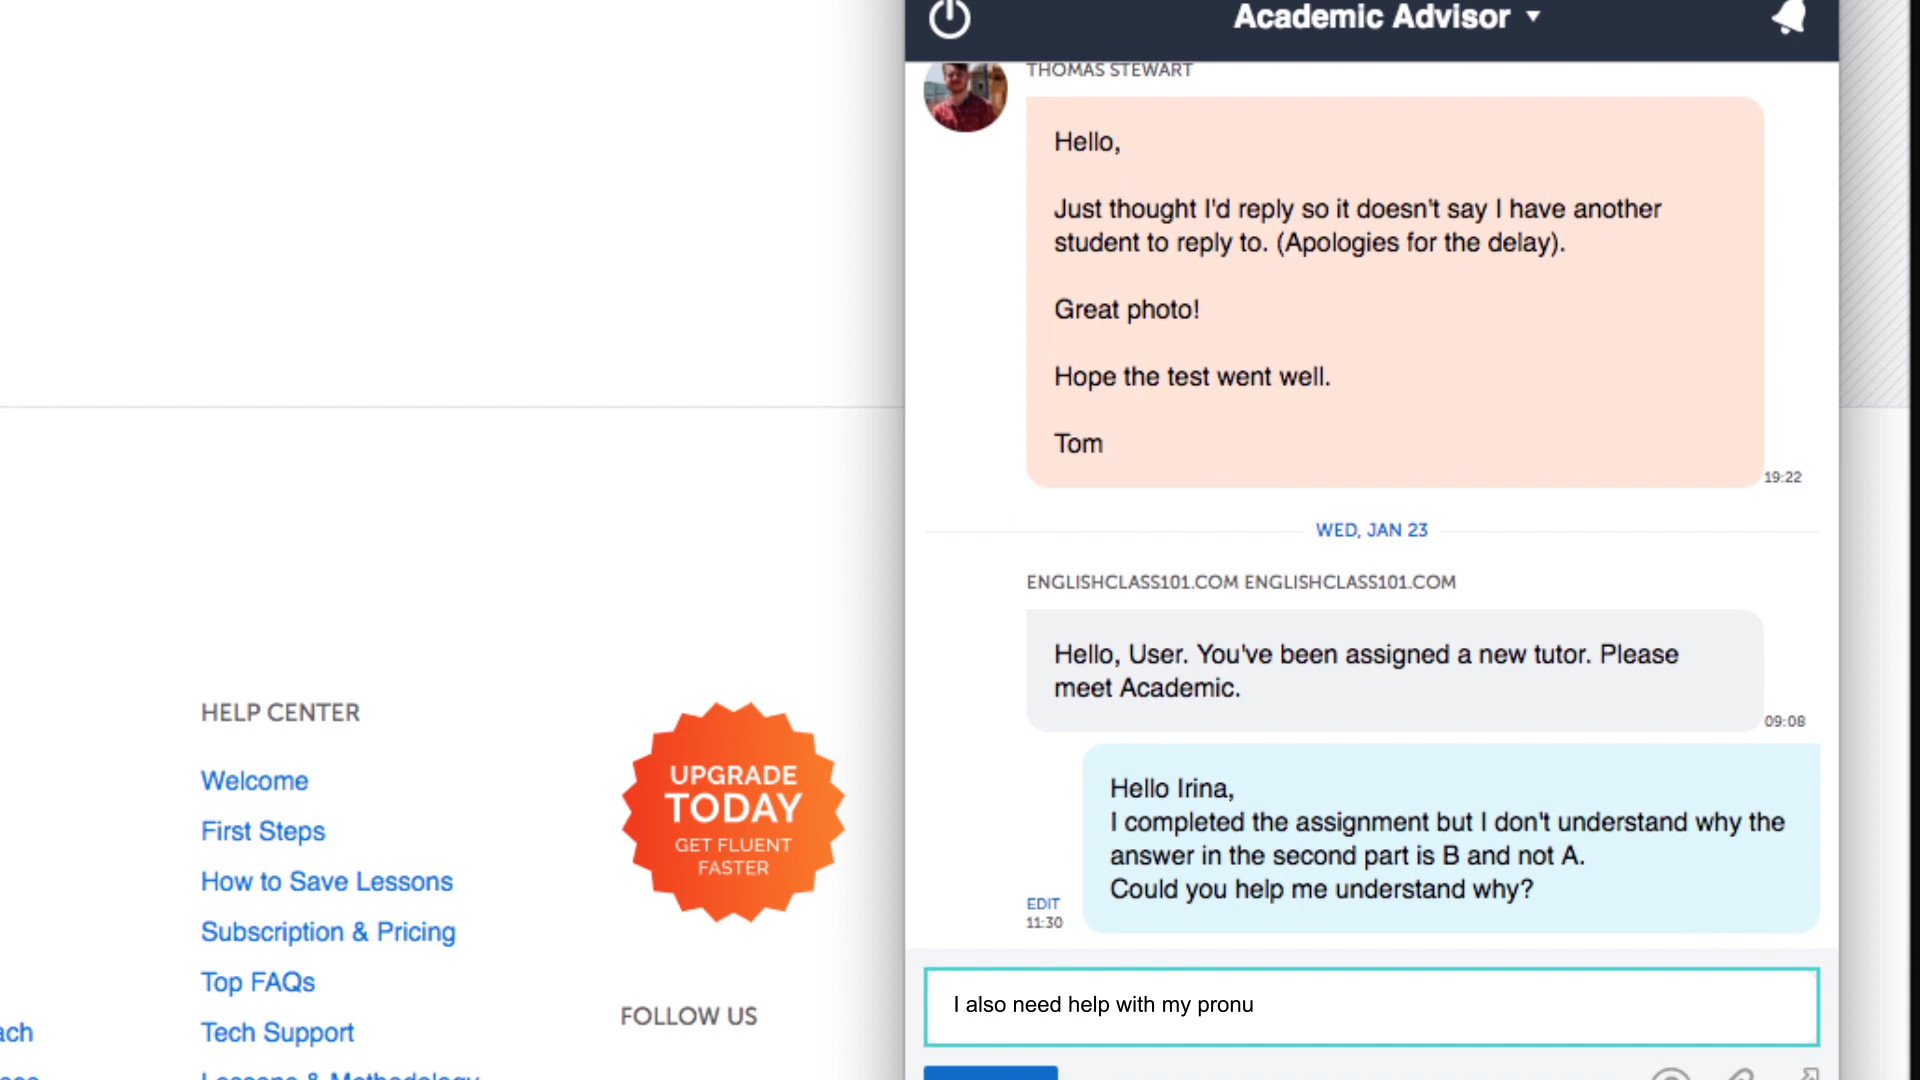 Academic Advisor
THOMAS STEWART
Hello,
Just thought I'd reply so it doesn't say I have another
student to reply to. (Apologies for the delay).
Great photo!
Hope the test went well.
Tom
19:22
WED, JAN 23
ENGLISHCLASS101.COM ENGLISHCLASS101.COM
Hello, User. You've been assigned a new tutor. Please
meet Academic.
09:08
Hello Irina,
I completed the assignment but I don't understand why the
answer in the second part is B and not A.
Could you help me understand why?
EDIT
11:30
I also need help with my pronu
HELP CENTER
Welcome
First Steps
How to Save Lessons
Subscription & Pricing
Top FAQs
Tech Support
Lessons & Methodology
UPGRADE
TODAY
GET FLUENT
FASTER
FOLLOW US
ach